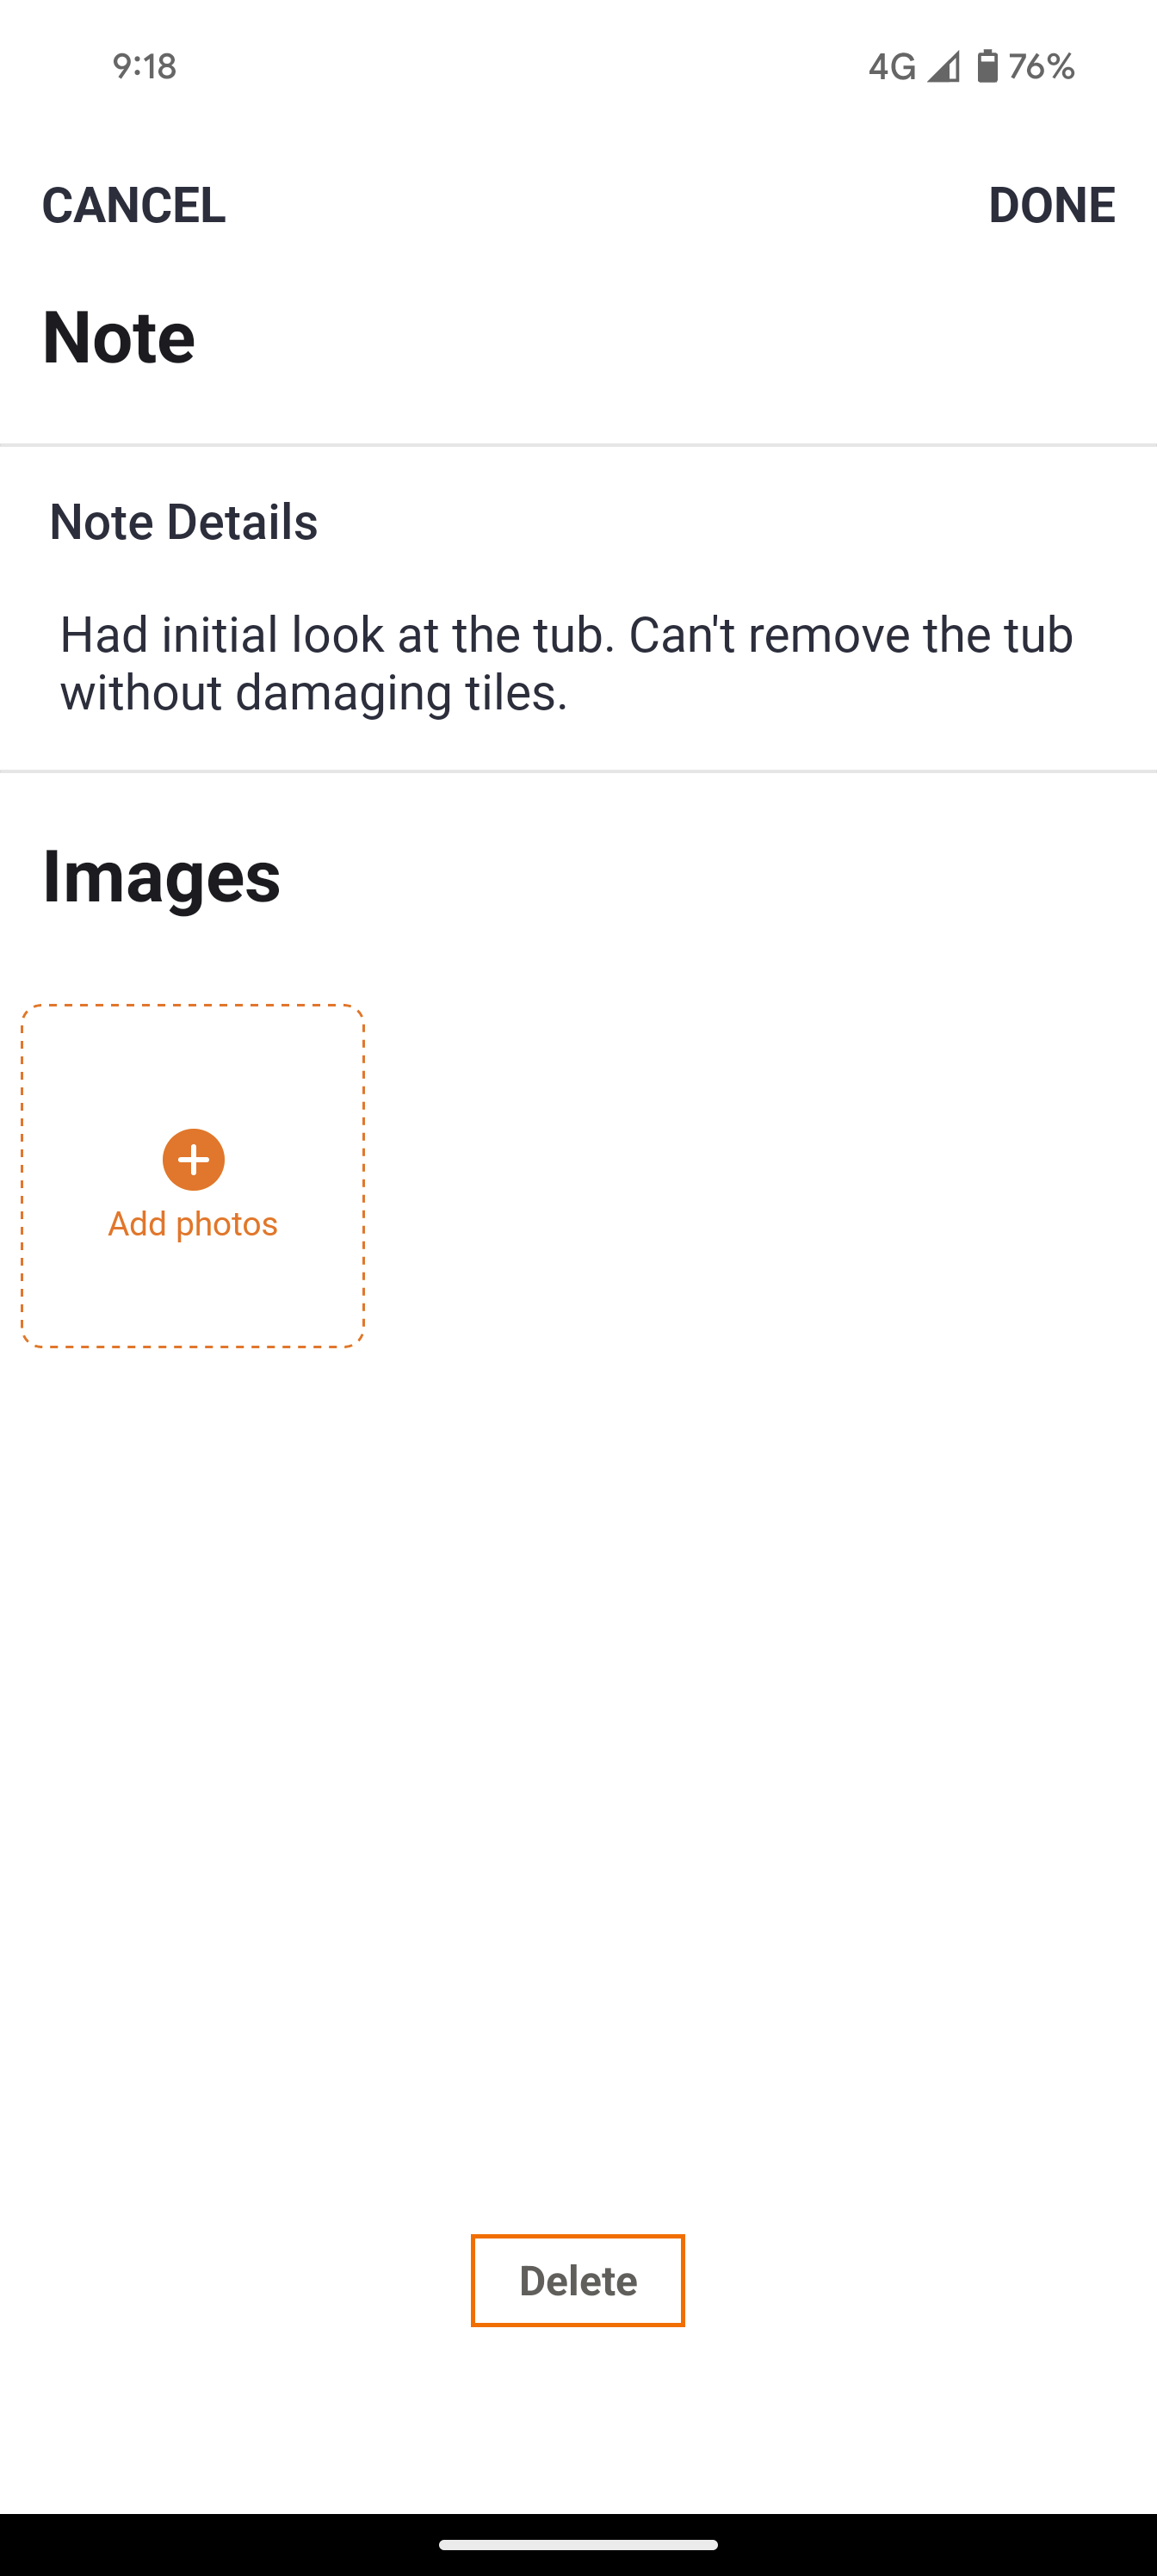 9:18 4G 76%
CANCEL DONE
Note
Note Details
Had initial look at the tub. Can't remove the tub
without damaging tiles.
Images
Add photos
Delete